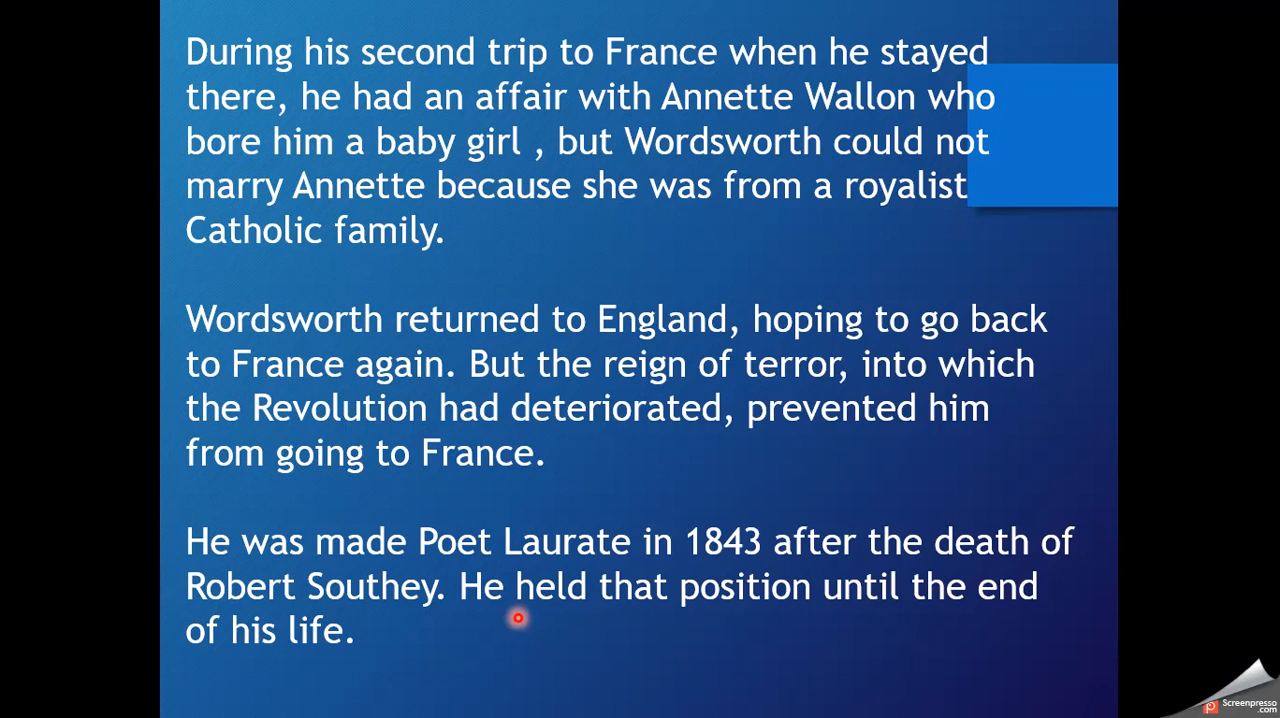 During his second trip to France when he stayed
there, he had an affair with Annette Wallon who
bore him a baby girl , but Wordsworth could not
marry Annette because she was from a royalist
Catholic family.
Wordsworth returned to England, hoping to go back
to France again. But the reign of terror, into which
the Revolution had deteriorated, prevented him
from going to France.
He was made Poet Laurate in 1843 after the death of
Robert Southey. He held that position until the end
of his life.
Screenpresso
.com